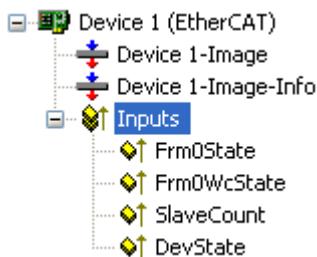 Device 1 (EtherCAT)
Device 1-Image
Device 1-Image-Info
Inputs
Frm0State
Frm0WcState
SlaveCount
DevState